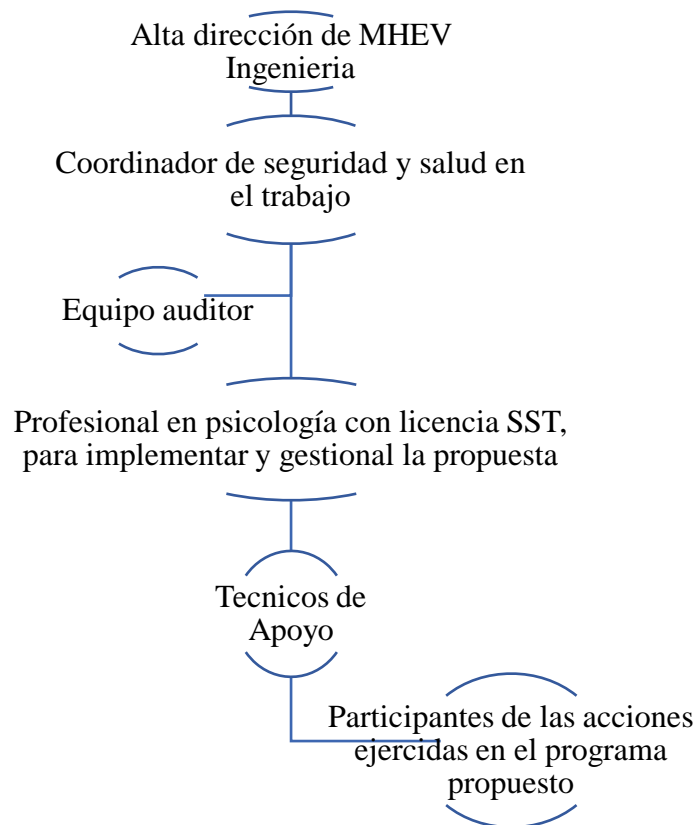 Alta dirección de MHEV
Ingenieria
Coordinador de seguridad y salud en
el trabajo
Equipo auditor
Profesional en psicología con licencia SST,
para implementar y gestional la propuesta
Tecnicos de
Apoyo
Participantes de las acciones
ejercidas en el programa
propuesto